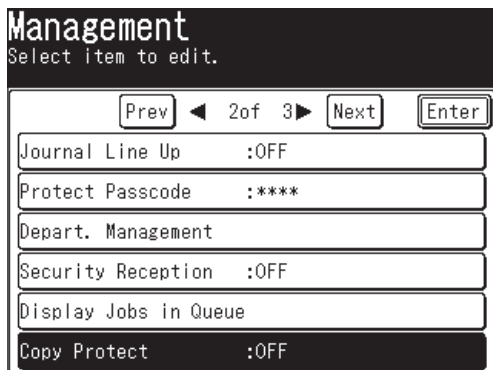 Management
Select item to edit.
Prev ◀ 2of 3▶ Next Enter
Journal Line Up :OFF
Protect Passcode :****
Depart. Management
Security Reception :OFF
Display Jobs in Queue
Copy Protect :OFF